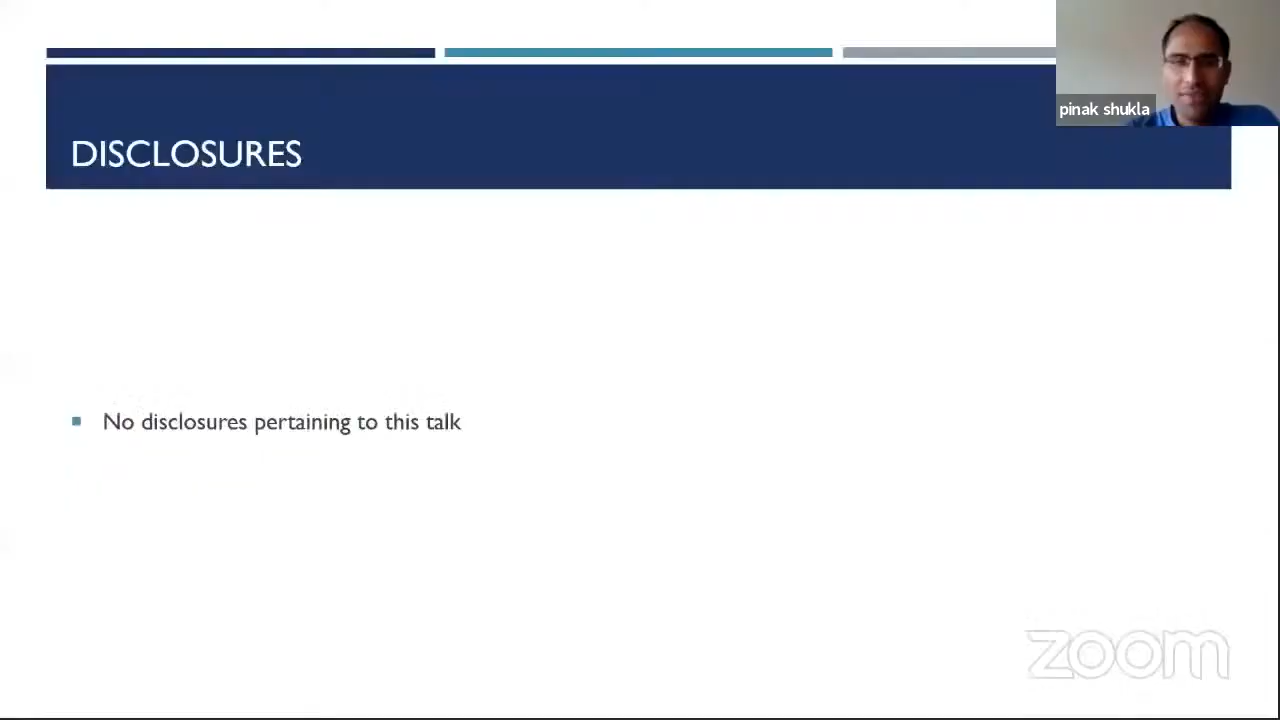 pinak shukla
DISCLOSURES
No disclosures pertaining to this talk
zoom